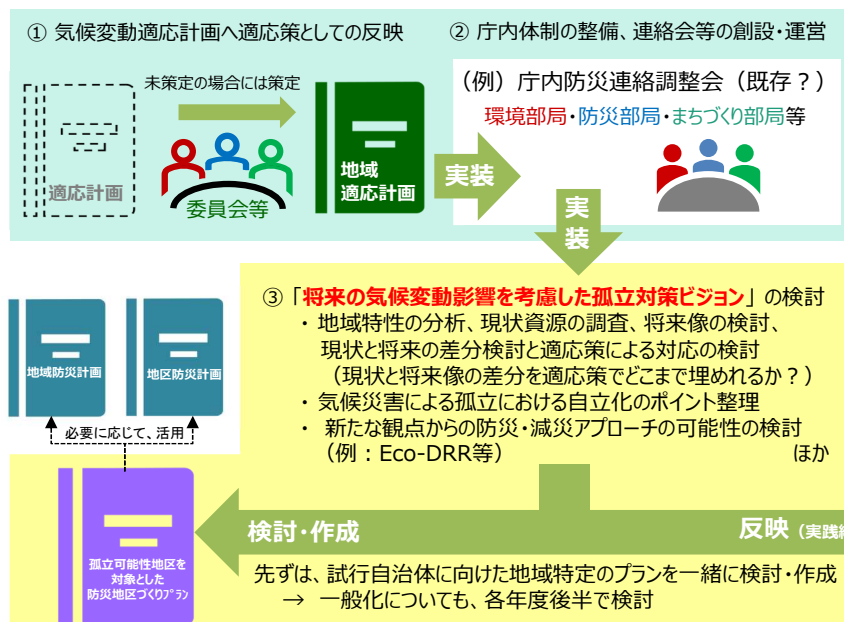 ① 気候変動適応計画へ適応策としての反映
② 庁内体制の整備、連絡会等の創設・運営
未策定の場合には策定
適応計画
委員会等
地域
適応計画
実装
（例）庁内防災連絡調整会（既存？）
環境部局・防災部局・まちづくり部局等
実
装
③「将来の気候変動影響を考慮した孤立対策ビジョン」の検討
・ 地域特性の分析、現状資源の調査、将来像の検討、
現状と将来の差分検討と適応策による対応の検討
（現状と将来像の差分を適応策でどこまで埋めれるか？）
・ 気候災害による孤立における自立化のポイント整理
・ 新たな観点からの防災・減災アプローチの可能性の検討
（例：Eco-DRR等） ほか
地域防災計画
地区防災計画
必要に応じて、活用
孤立可能性地区を
対象とした
防災地区づくりプラン
検討・作成
反映（実践編
先ずは、試行自治体に向けた地域特定のプランを一緒に検討・作成
→ 一般化についても、各年度後半で検討